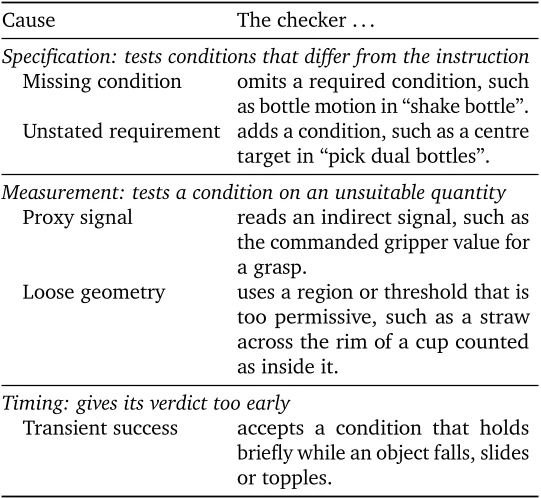 Cause The checker . . .
Specification: tests conditions that differ from the instruction
Missing condition omits a required condition, such
as bottle motion in “shake bottle”.
Unstated requirement adds a condition, such as a centre
target in “pick dual bottles”.
Measurement: tests a condition on an unsuitable quantity
Proxy signal reads an indirect signal, such as
the commanded gripper value for
a grasp.
Loose geometry uses a region or threshold that is
too permissive, such as a straw
across the rim of a cup counted
as inside it.
Timing: gives its verdict too early
Transient success accepts a condition that holds
briefly while an object falls, slides
or topples.